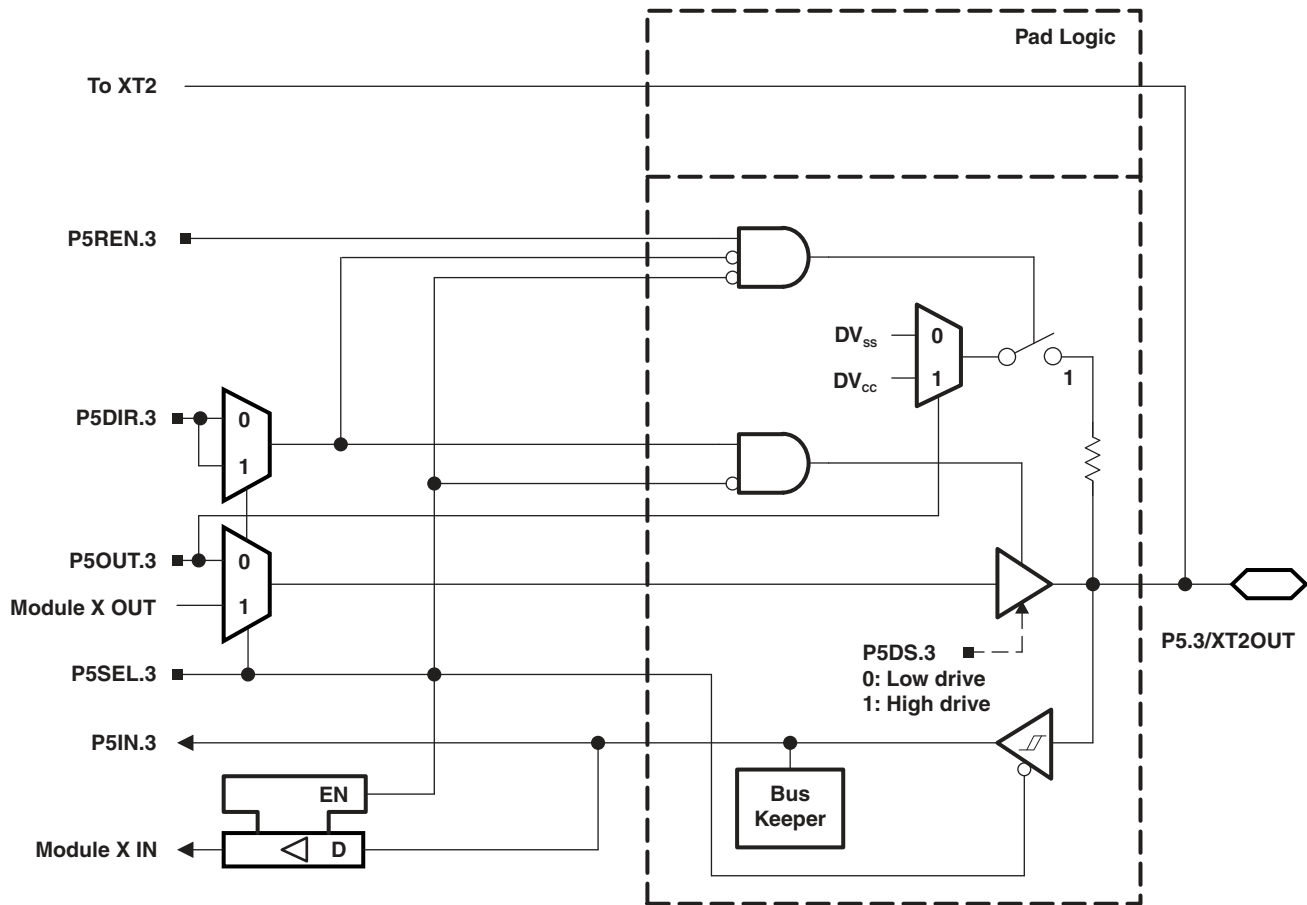 Pad Logic
To XT2
P5REN.3
DVSS
0
DVCC
1
1
P5DIR.3
0
1
P5OUT.3
0
Module X OUT
1
P5.3/XT2OUT
P5DS.3
0: Low drive
1: High drive
P5SEL.3
P5IN.3
EN
Bus
Keeper
Module X IN
D